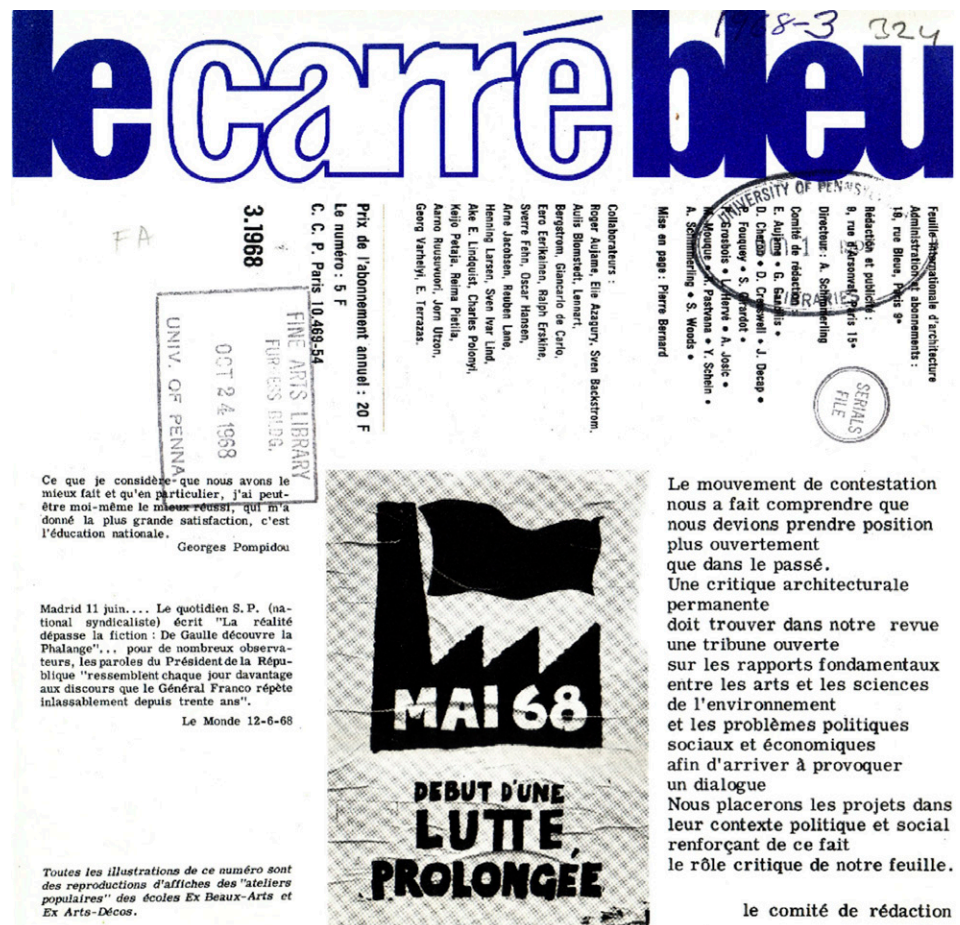 1968-3 324
le carré bleu
Feuille internationale d'architecture
Administration et abonnements :
18, rue Bleue, Paris 9e
Rédaction et publicité :
9, rue d'Arsonval, Paris 15e
Directeur : A. Schimmerling
Comité de rédaction
E. Aujame • G. Candilis •
D. Chenot • D. Cresswell • J. Decap •
P. Fouquey • S. Girardot •
A. Josic •
A. Schimmerling • S. Woods •
Mise en page : Pierre Bernard
UNIVERSITY OF PENNSY
LIBRARIES
SERIALS
FILE
Collaborateurs :
Roger Aujame, Elie Azagury, Sven Backstrom,
Aulis Blomstedt, Lennart,
Bergstrom, Giancarlo de Carlo,
Eero Eerikainen, Ralph Erskine,
Sverre Fehn, Oscar Hansen,
Arne Jacobsen, Reuben Lane,
Henning Larsen, Sven Ivar Lind,
Ake E. Lindquist, Charles Polonyi,
Keijo Petaja, Reima Pietila,
Aarno Ruusuvuori, Jorn Utzon,
Georg Varhelyi, E. Terrazas.
Prix de l'abonnement annuel : 20 F
Le numéro : 5 F
C. C. P. Paris 10.469-54
3.1968
FA
FINE ARTS LIBRARY
FURNESS BLDG.
OCT 24 1968
UNIV. OF PENNA.
Ce que je considère que nous avons le
mieux fait et qu'en particulier, j'ai peut-
être moi-même le mieux réussi, qui m'a
donné la plus grande satisfaction, c'est
l'éducation nationale.
Georges Pompidou
Madrid 11 juin.... Le quotidien S. P. (na-
tional syndicaliste) écrit "La réalité
dépasse la fiction : De Gaulle découvre la
Phalange"... pour de nombreux observa-
teurs, les paroles du Président de la Répu-
blique "ressemblent chaque jour davantage
aux discours que le Général Franco répète
inlassablement depuis trente ans".
Le Monde 12-6-68
Toutes les illustrations de ce numéro sont
des reproductions d'affiches des "ateliers
populaires" des écoles Ex Beaux-Arts et
Ex Arts-Décos.
MAI 68
DEBUT D'UNE
LUTTE
PROLONGÉE
Le mouvement de contestation
nous a fait comprendre que
nous devions prendre position
plus ouvertement
que dans le passé.
Une critique architecturale
permanente
doit trouver dans notre revue
une tribune ouverte
sur les rapports fondamentaux
entre les arts et les sciences
de l'environnement
et les problèmes politiques
sociaux et économiques
afin d'arriver à provoquer
un dialogue
Nous placerons les projets dans
leur contexte politique et social
renforçant de ce fait
le rôle critique de notre feuille.
le comité de rédaction